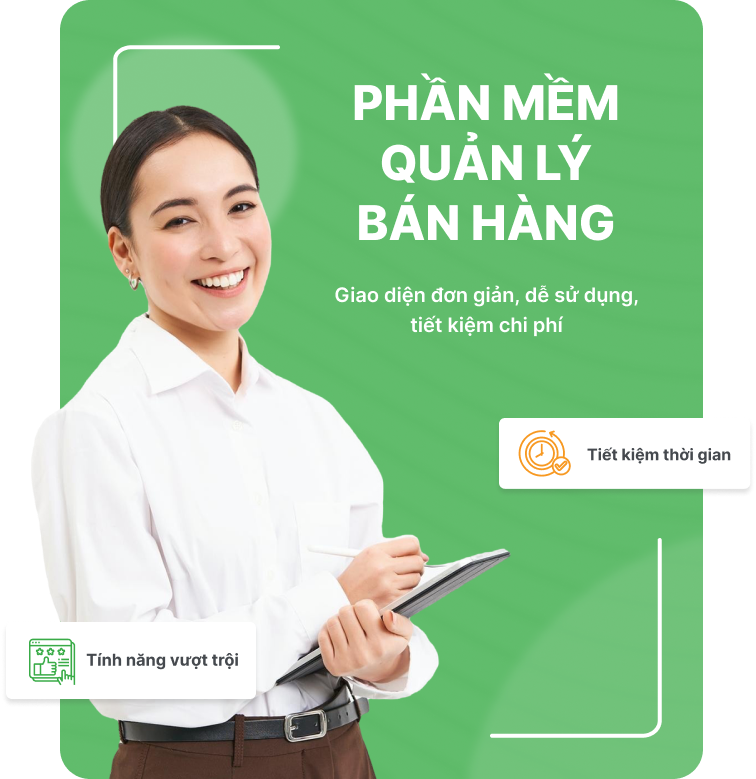 PHẦN MỀM
QUẢN LÝ
BÁN HÀNG
Giao diện đơn giản, dễ sử dụng,
tiết kiệm chi phí
Tiết kiệm thời gian
Tính năng vượt trội